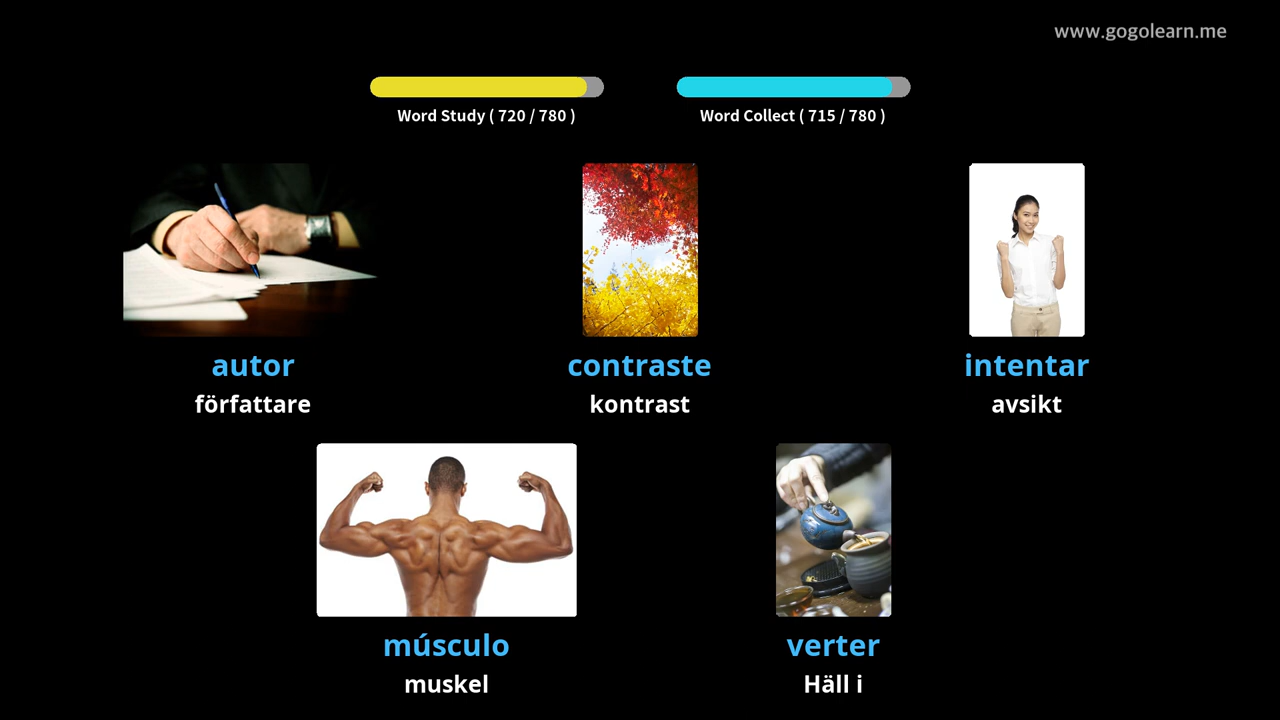 www.gogolearn.me
Word Study ( 720 / 780 )
Word Collect ( 715 / 780 )
autor
författare
contraste
kontrast
intentar
avsikt
músculo
muskel
verter
Häll i